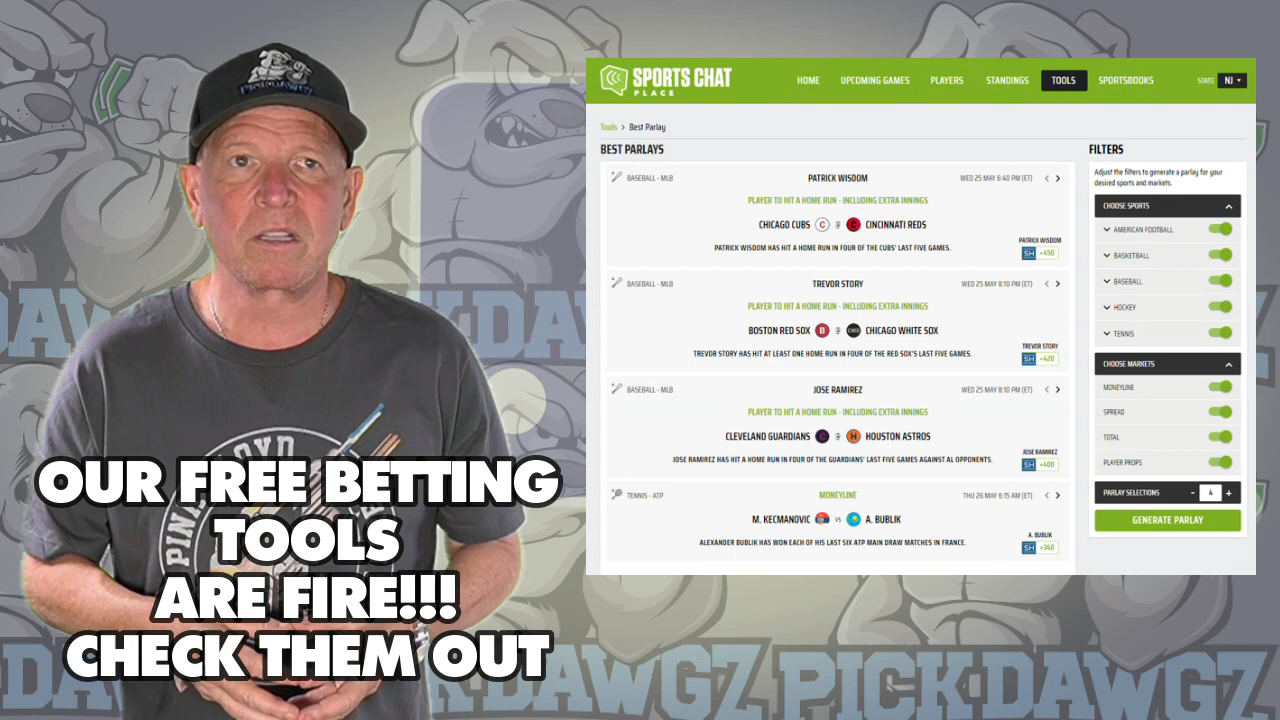 PICKDAWGZ
OUR FREE BETTING
TOOLS
ARE FIRE!!!
CHECK THEM OUT
SPORTS CHAT
PLACE
HOME
UPCOMING GAMES
PLAYERS
STANDINGS
TOOLS
SPORTSBOOKS
STATE
NJ
Tools > Best Parlay
BEST PARLAYS
BASEBALL - MLB
PATRICK WISDOM
WED 25 MAY 6:40 PM (ET)
PLAYER TO HIT A HOME RUN - INCLUDING EXTRA INNINGS
CHICAGO CUBS @ CINCINNATI REDS
PATRICK WISDOM HAS HIT A HOME RUN IN FOUR OF THE CUBS' LAST FIVE GAMES.
PATRICK WISDOM
SH +450
BASEBALL - MLB
TREVOR STORY
WED 25 MAY 8:10 PM (ET)
PLAYER TO HIT A HOME RUN - INCLUDING EXTRA INNINGS
BOSTON RED SOX @ CHICAGO WHITE SOX
TREVOR STORY HAS HIT AT LEAST ONE HOME RUN IN FOUR OF THE RED SOX'S LAST FIVE GAMES.
TREVOR STORY
SH +420
BASEBALL - MLB
JOSE RAMIREZ
WED 25 MAY 8:10 PM (ET)
PLAYER TO HIT A HOME RUN - INCLUDING EXTRA INNINGS
CLEVELAND GUARDIANS @ HOUSTON ASTROS
JOSE RAMIREZ HAS HIT A HOME RUN IN FOUR OF THE GUARDIANS' LAST FIVE GAMES AGAINST AL OPPONENTS.
JOSE RAMIREZ
SH +400
TENNIS - ATP
MONEYLINE
THU 26 MAY 6:15 AM (ET)
M. KECMANOVIC VS A. BUBLIK
ALEXANDER BUBLIK HAS WON EACH OF HIS LAST SIX ATP MAIN DRAW MATCHES IN FRANCE.
A. BUBLIK
SH +340
FILTERS
Adjust the filters to generate a parlay for your
desired sports and markets.
CHOOSE SPORTS
AMERICAN FOOTBALL
BASKETBALL
BASEBALL
HOCKEY
TENNIS
CHOOSE MARKETS
MONEYLINE
SPREAD
TOTAL
PLAYER PROPS
PARLAY SELECTIONS - 4 +
GENERATE PARLAY
PICKDAWGZ